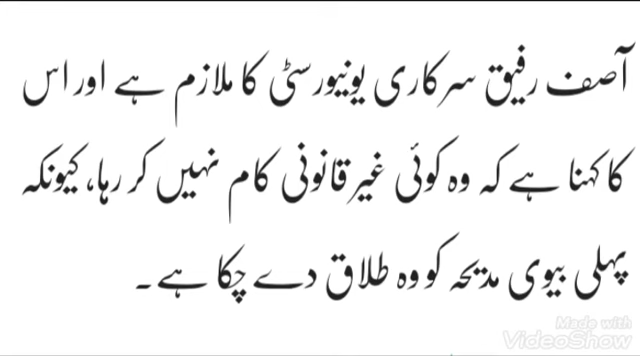 آصف رفیق سرکاری یونیورسٹی کا ملازم ہے اور اس
کا کہنا ہے کہ وہ کوئی غیر قانونی کام نہیں کر رہا، کیونکہ
پہلی بیوی مدیحہ کو وہ طلاق دے چکا ہے۔
Made with
VideoShow